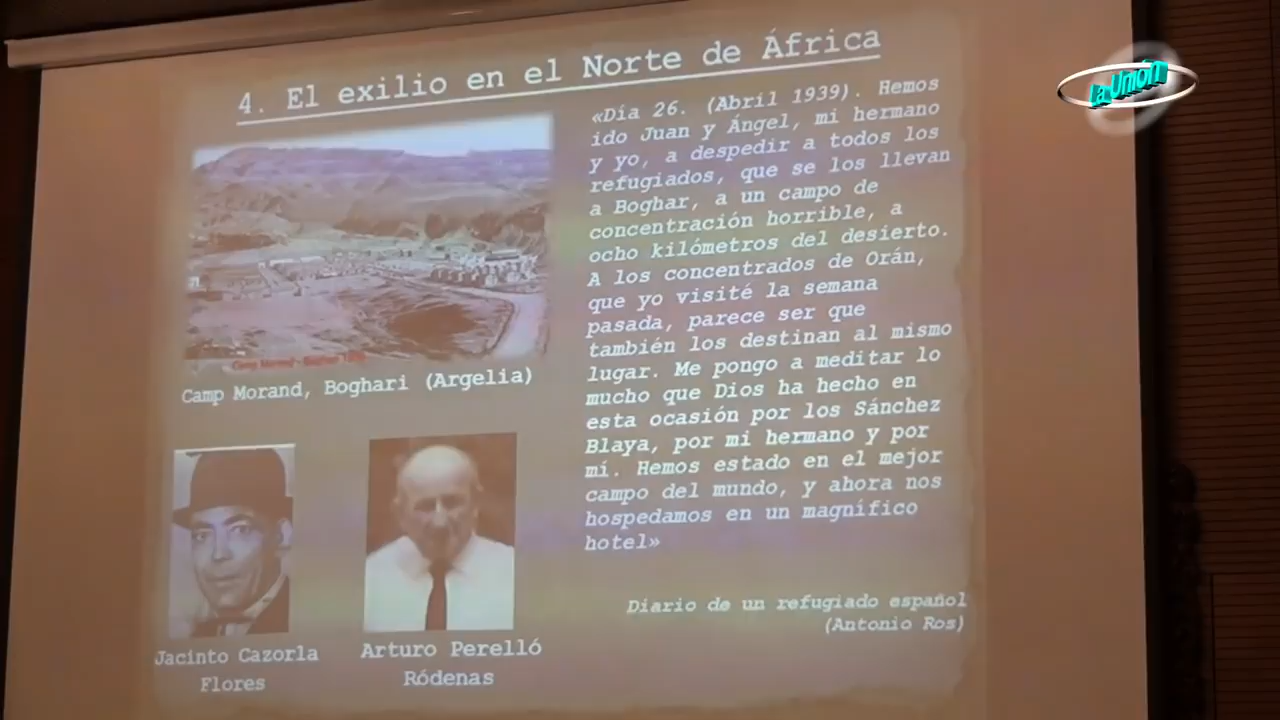 4. El exilio en el Norte de África
La Unión
«Día 26. (Abril 1939). Hemos
ido Juan y Ángel, mi hermano
y yo, a despedir a todos los
refugiados, que se los llevan
a Boghar, a un campo de
concentración horrible, a
ocho kilómetros del desierto.
A los concentrados de Orán,
que yo visité la semana
pasada, parece ser que
también los destinan al mismo
lugar. Me pongo a meditar lo
mucho que Dios ha hecho en
esta ocasión por los Sánchez
Blaya, por mi hermano y por
mí. Hemos estado en el mejor
campo del mundo, y ahora nos
hospedamos en un magnífico
hotel»
Diario de un refugiado español
(Antonio Ros)
Camp Morand
Camp Morand, Boghari (Argelia)
Jacinto Cazorla
Flores
Arturo Perelló
Ródenas